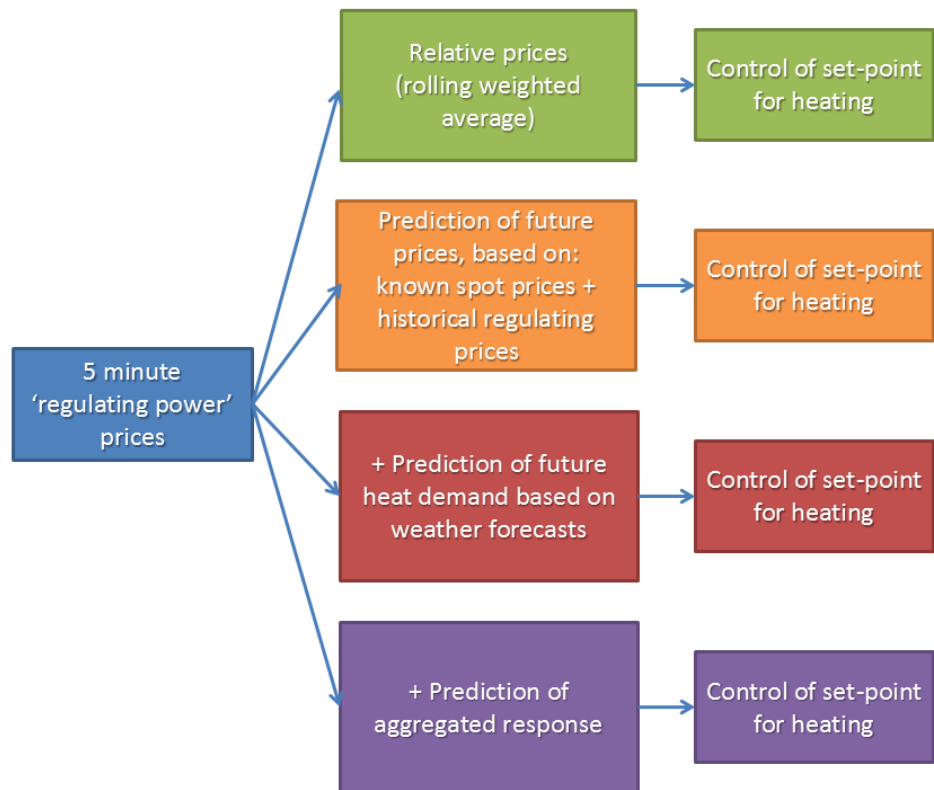 Relative prices
(rolling weighted
average)
Control of set-point
for heating
Prediction of future
prices, based on:
known spot prices +
historical regulating
prices
Control of set-point
for heating
5 minute
‘regulating power’
prices
+ Prediction of future
heat demand based on
weather forecasts
Control of set-point
for heating
+ Prediction of
aggregated response
Control of set-point
for heating